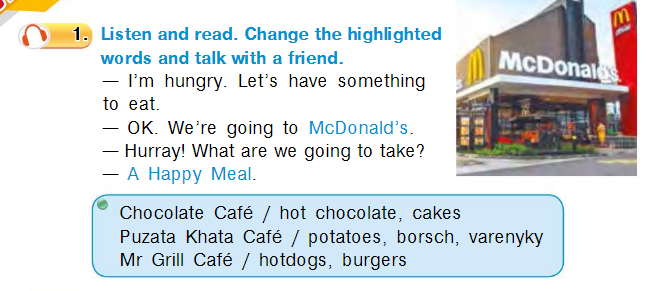 1. Listen and read. Change the highlighted
words and talk with a friend.
— I'm hungry. Let's have something
to eat.
— OK. We're going to McDonald's.
— Hurray! What are we going to take?
— A Happy Meal.
McDonald's
Chocolate Café / hot chocolate, cakes
Puzata Khata Café / potatoes, borsch, varenyky
Mr Grill Café / hotdogs, burgers